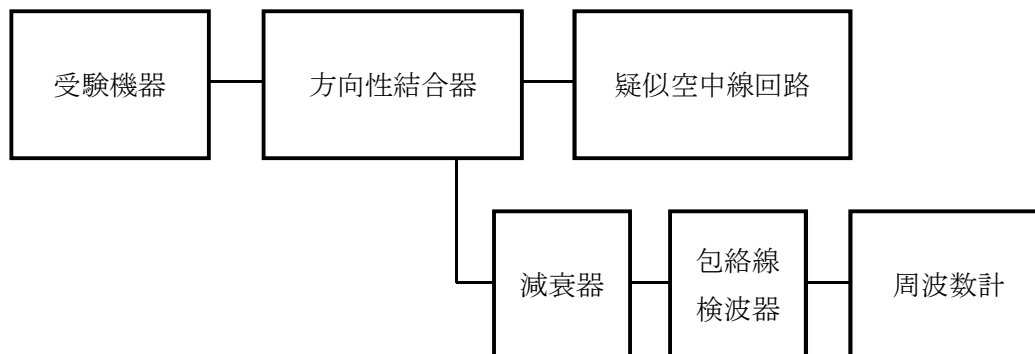 受験機器
方向性結合器
疑似空中線回路
減衰器
包絡線
検波器
周波数計